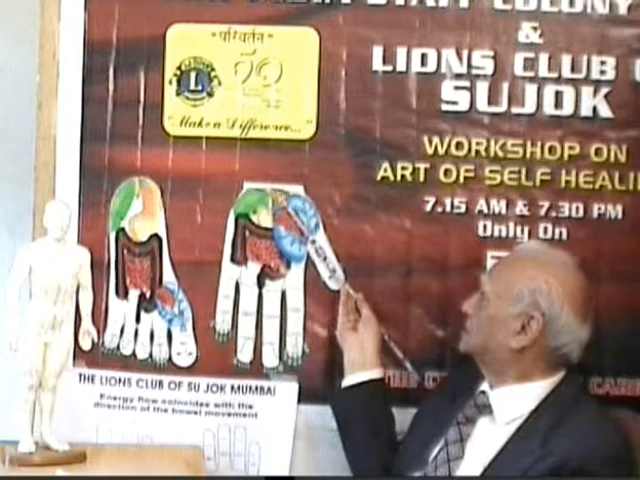 STAFF COLONY
&
LIONS CLUB
SUJOK
WORKSHOP ON
ART OF SELF
7.15 AM & 7.30 PM
Only On
"परिवर्तन"
L
"Make a Difference..."
THE LIONS CLUB OF SU JOK MUMBAI
Energy flow coincides with the
direction of the bowel movement